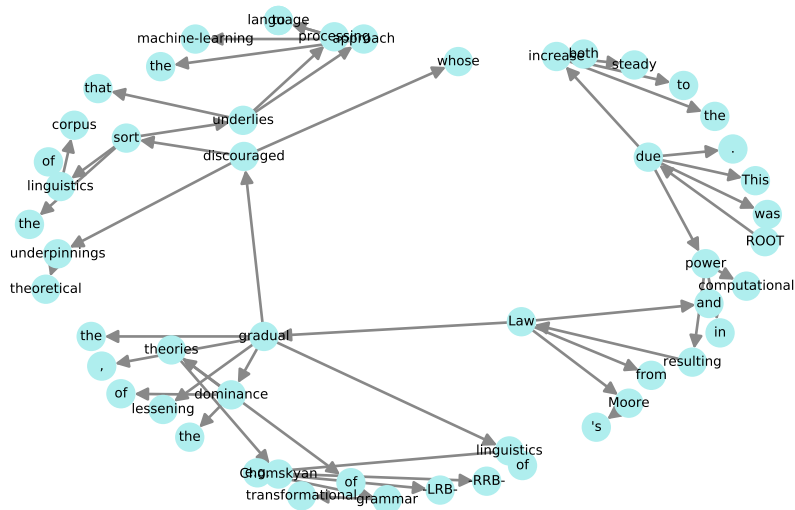 language
to
machine-learning
processing
approach
the
whose
increase
both
steady
to
the
that
corpus
underlies
sort
discouraged
of
linguistics
the
underpinnings
theoretical
due
.
This
was
ROOT
power
computational
and
in
resulting
Law
from
Moore
's
gradual
the
theories
,
of
lessening
dominance
the
linguistics
of
e.g.
Chomskyan
of
transformational
grammar
-LRB-
-RRB-